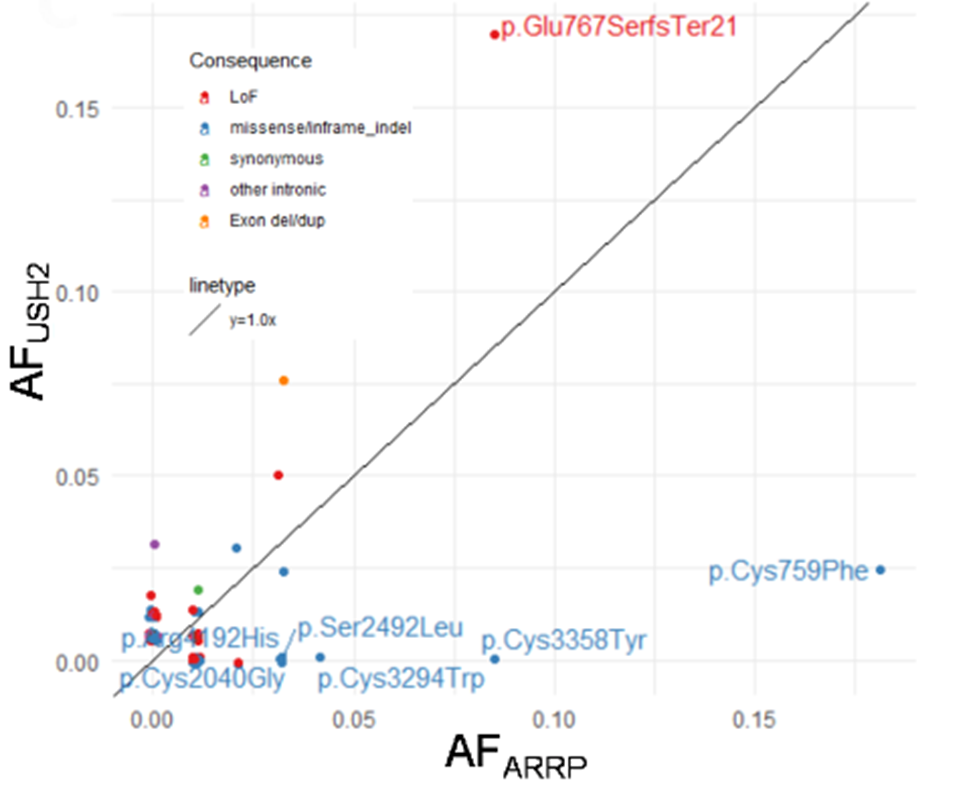 p.Glu767SerfsTer21
Consequence
LoF
missense/inframe_indel
synonymous
other intronic
Exon del/dup
linetype
y=1.0x
0.15
0.10
0.05
0.00
AFUSH2
p.Cys759Phe
p.Arg4192His
p.Ser2492Leu
p.Cys3358Tyr
p.Cys2040Gly
p.Cys3294Trp
0.00
0.05
0.10
0.15
AFARRP